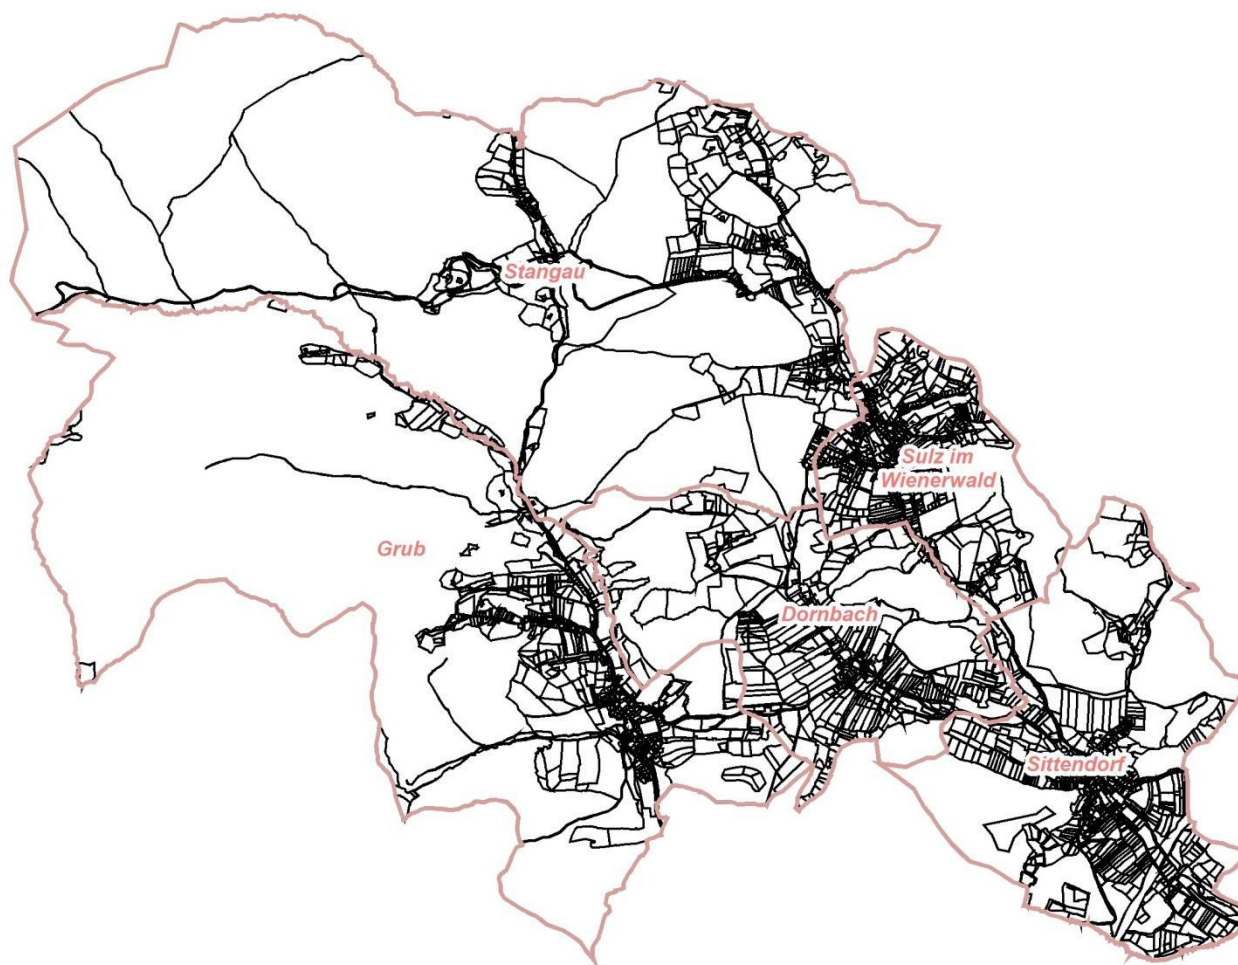 Stangau
Sulz im
Wienerwald
Grub
Dornbach
Sittendorf